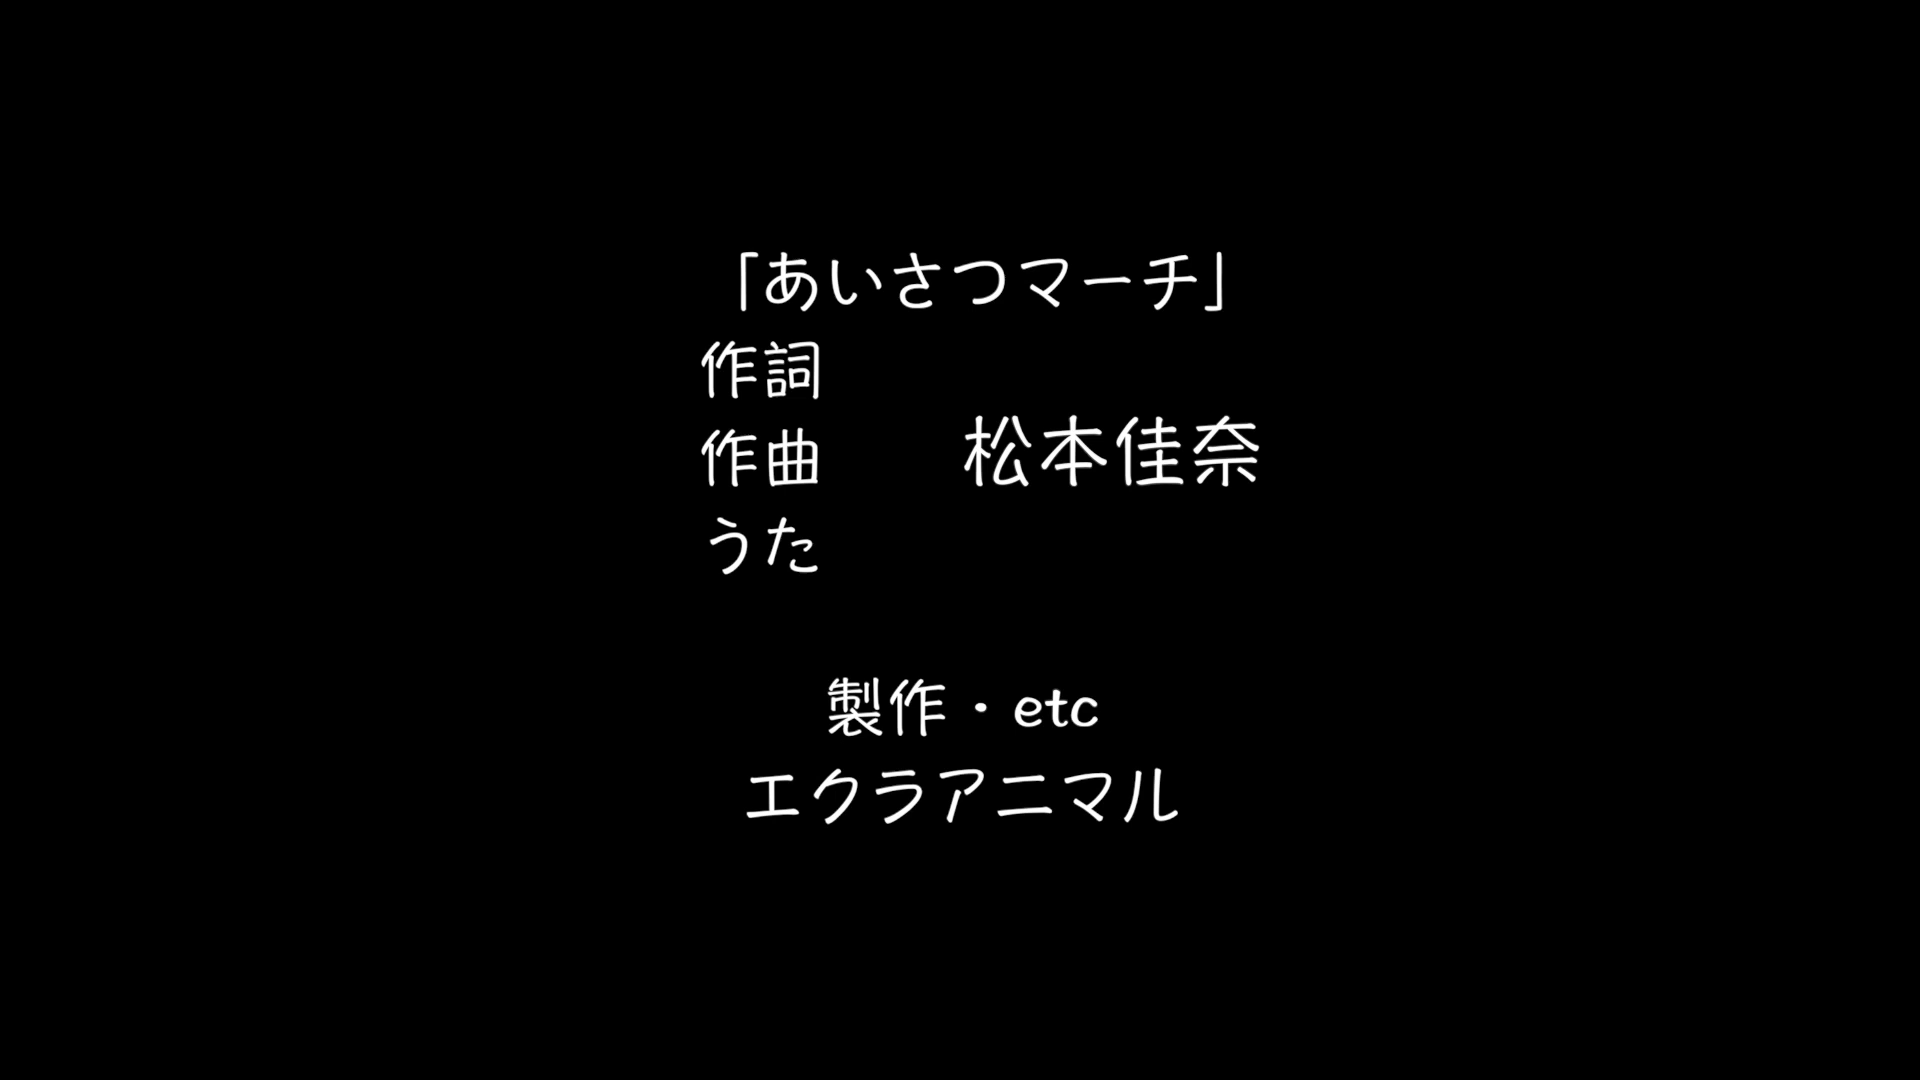 「あいさつマーチ」
作詞
作曲　松本佳奈
うた
製作・etc
エクラアニマル